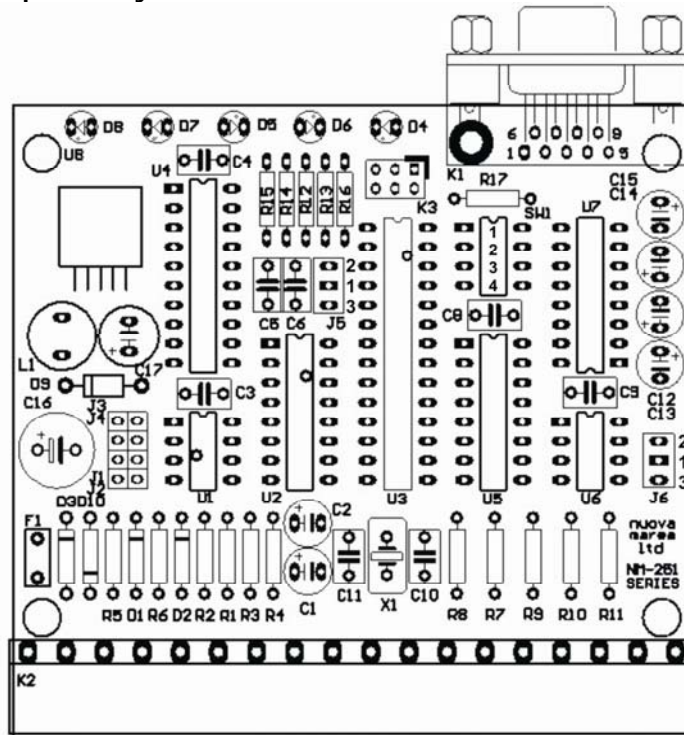 D8 D7 D5 D6 D4
6 9
1 5
U8
U4 C4
K1
R17
C15
C14
R15 R14 R12 R13 R16
K3
SW1
U7
1
2
3
4
2
1
3
C5 C6 J5
C8
L1
C17
D9
C16
J3
J4
C3
C9
C12
C13
J1
J2
2
1
3
U1 U2 U3 U5 U6 J6
D3 D10
F1
C2
nuova
marea
ltd
NM-251
SERIES
R5 D1 R6 D2 R2 R1 R3 R4
C1 C11 X1 C10
R8 R7 R9 R10 R11
K2